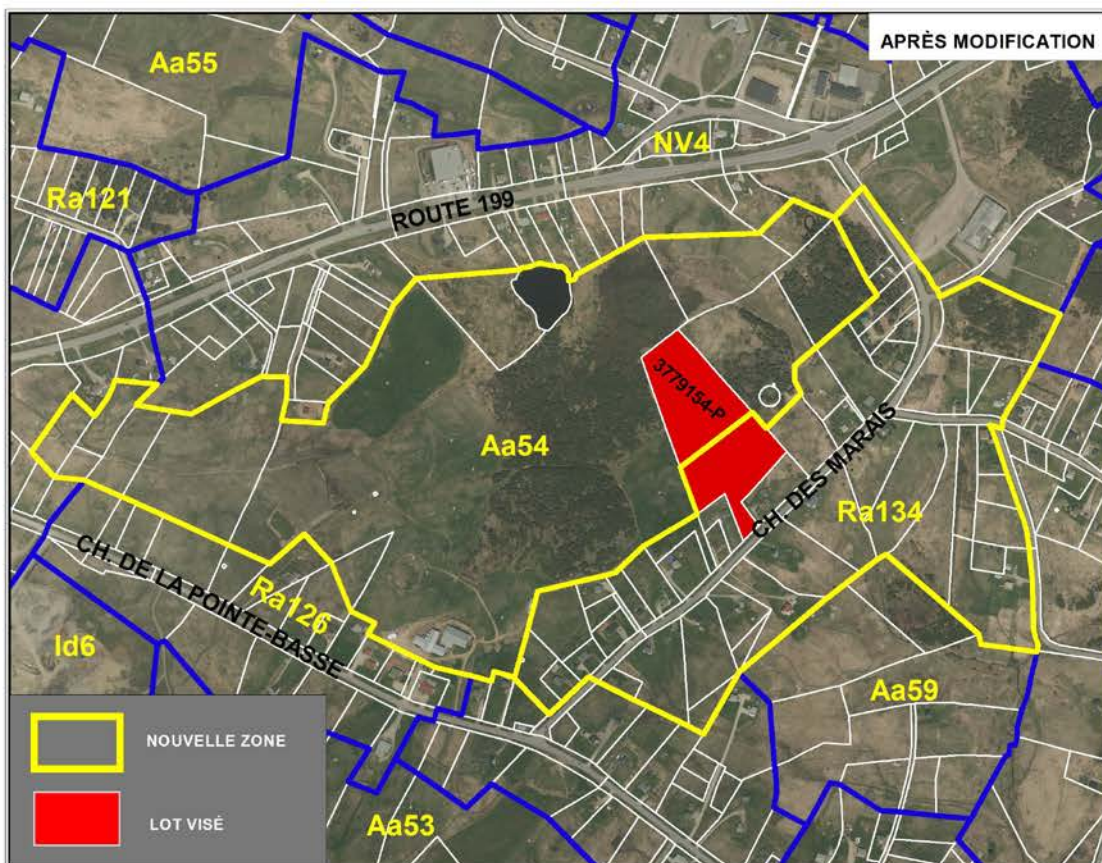 APRÈS MODIFICATION
Aa55
NV4
Ra121
ROUTE 199
3779154-P
Aa54
CH. DES MARAIS
Ra134
CH. DE LA POINTE-BASSE
Ra126
Id6
Aa59
NOUVELLE ZONE
LOT VISÉ
Aa53